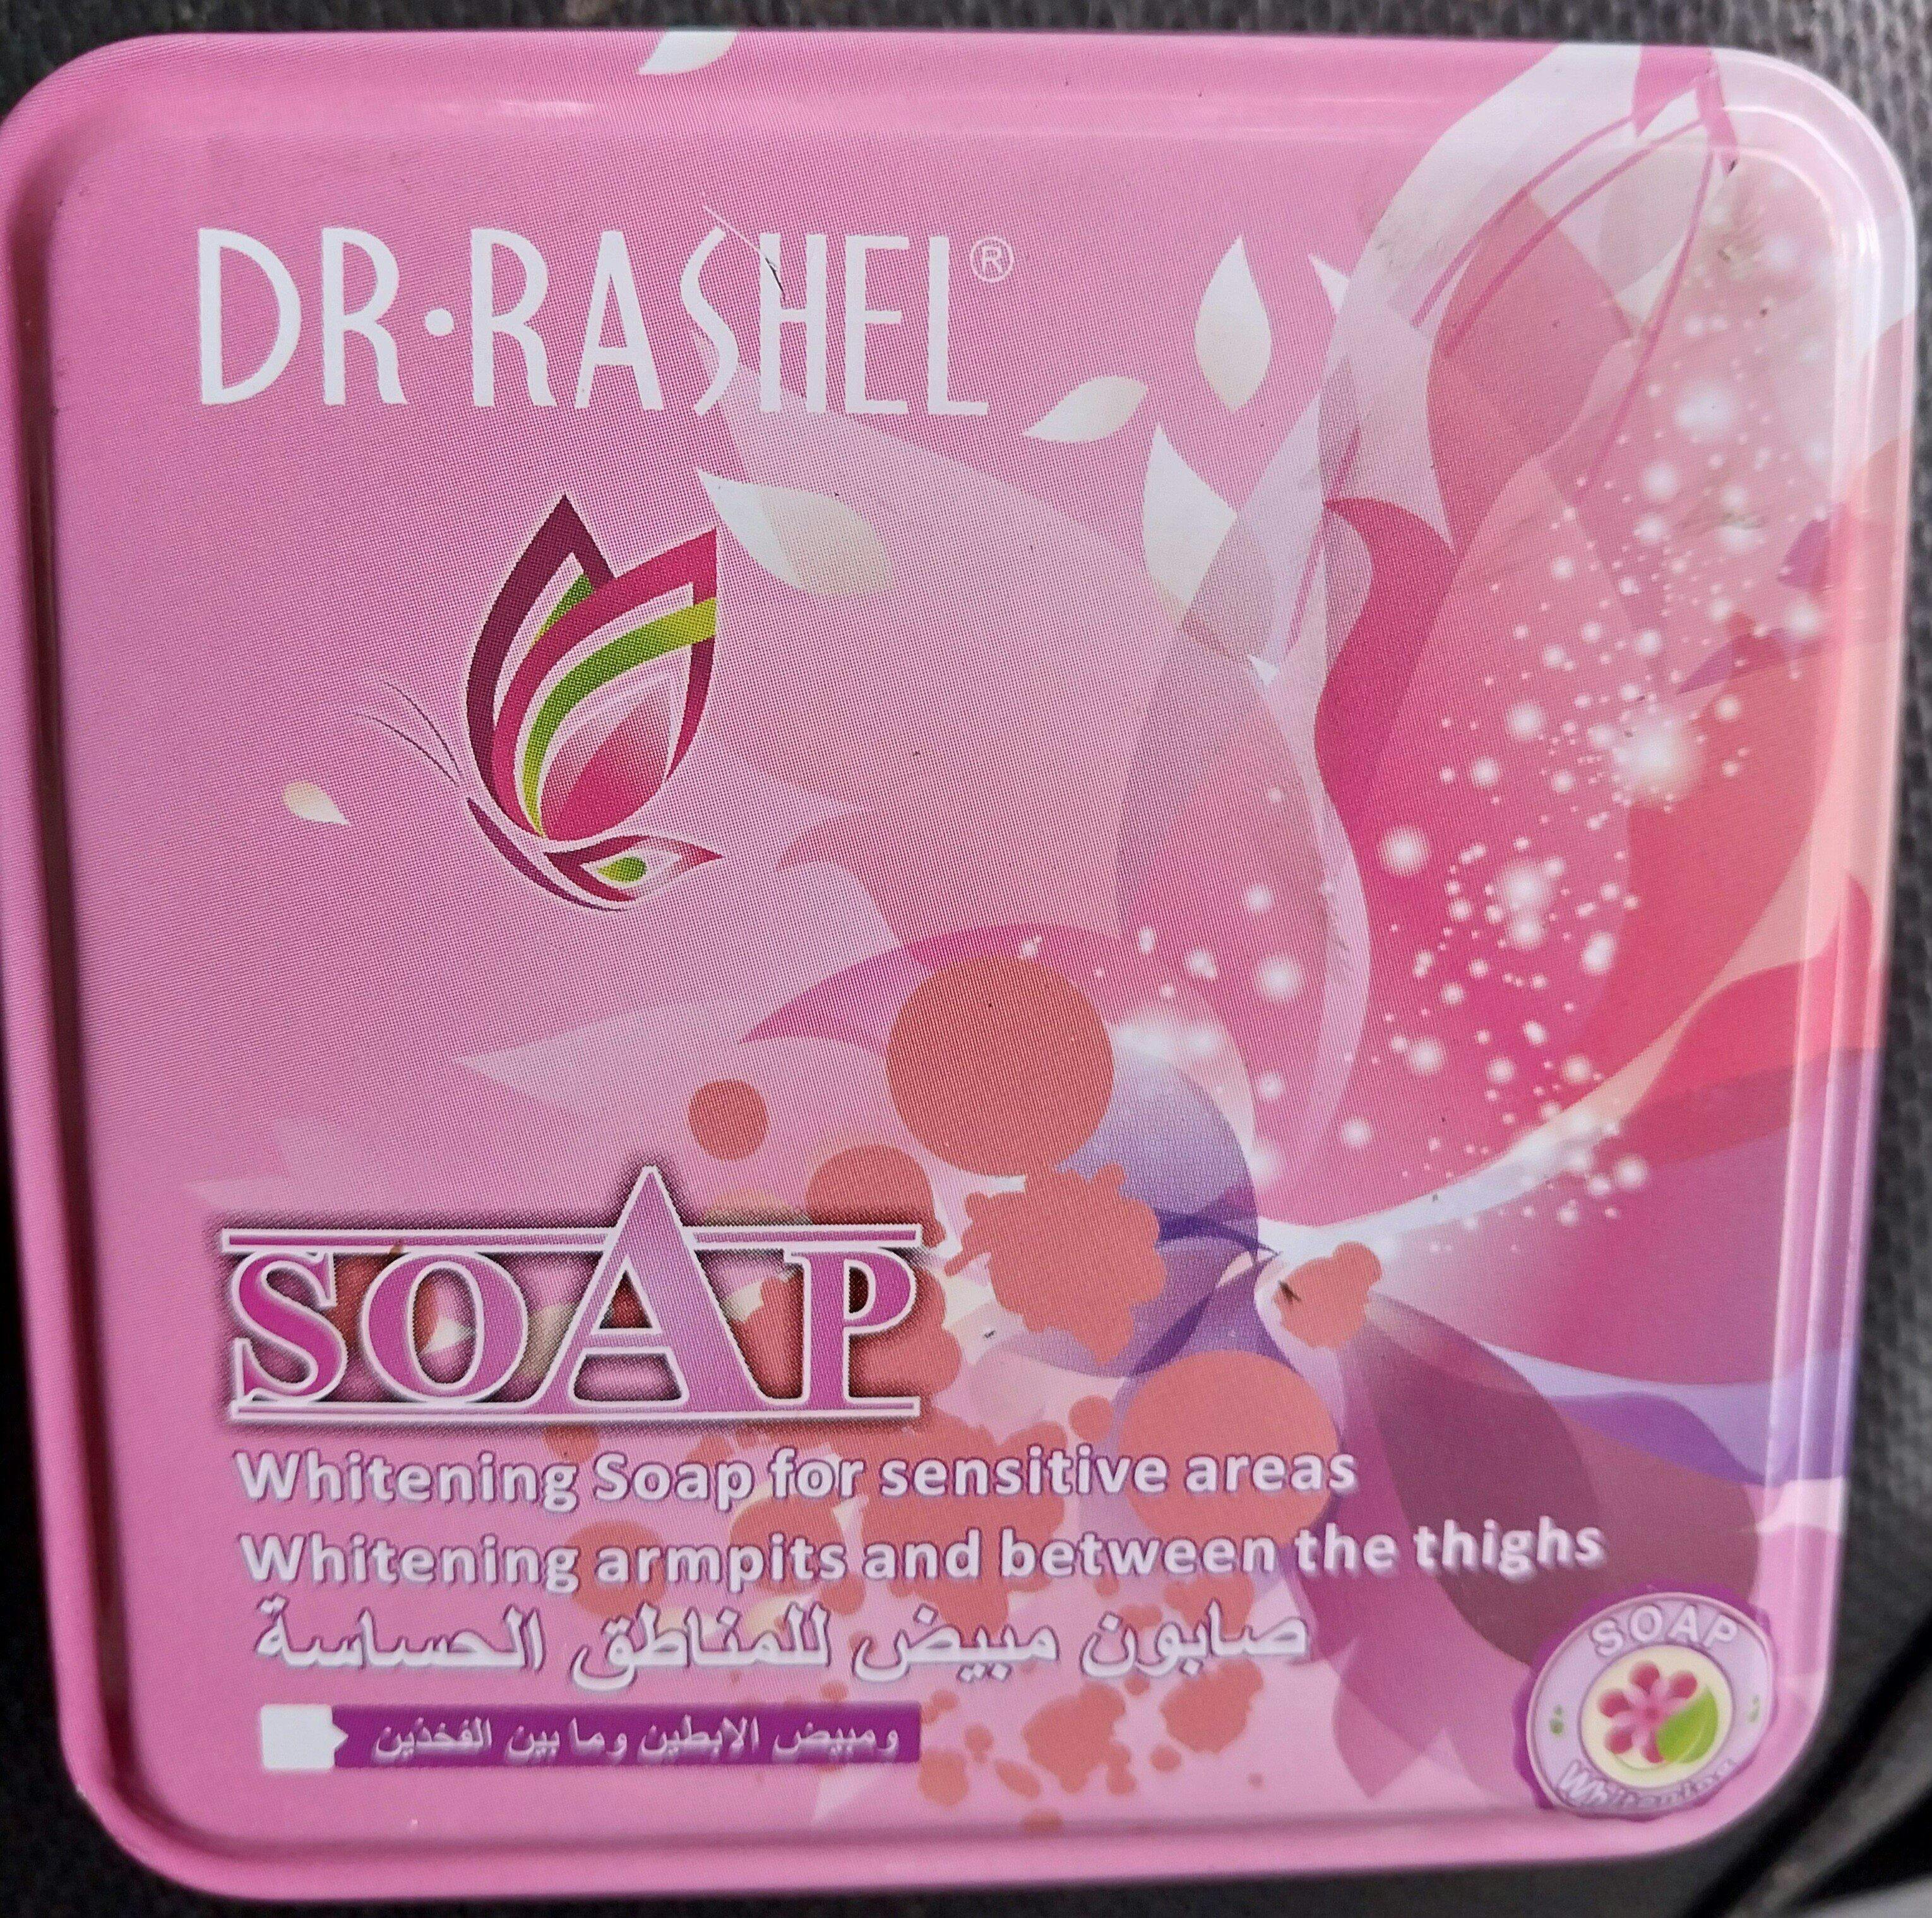 DR·RASHEL®
SOAP
Whitening Soap for sensitive areas
Whitening armpits and between the thighs
صابون مبيض للمناطق الحساسة
ومبيض الابطين وما بين الفخذين
SOAP
Whitening